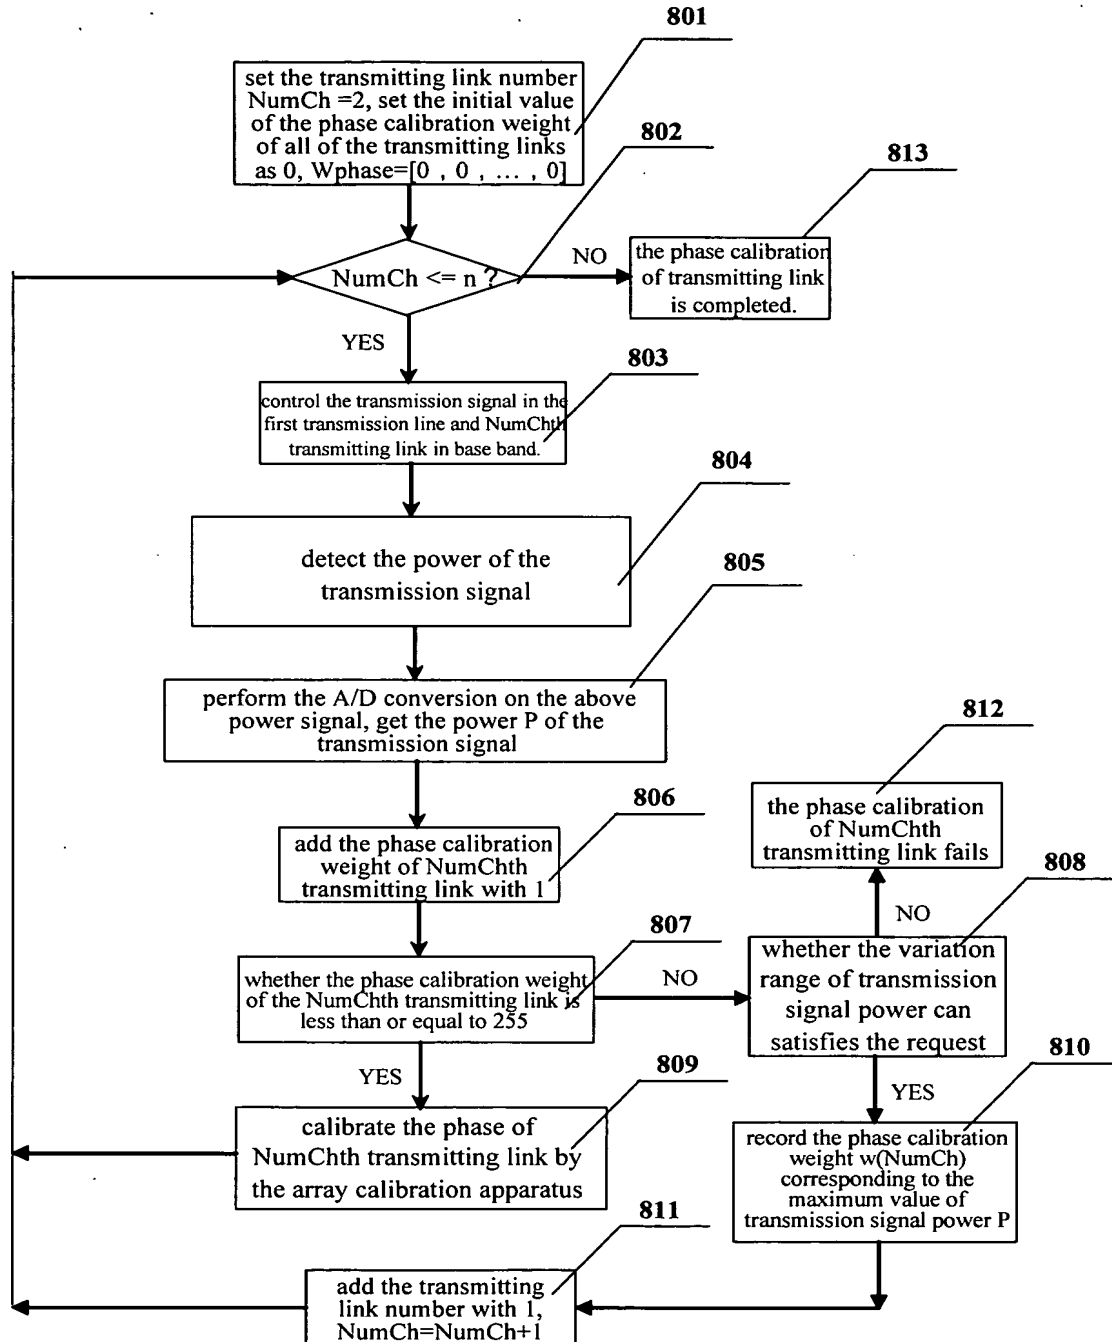 801
set the transmitting link number
NumCh =2, set the initial value
of the phase calibration weight
of all of the transmitting links
as 0, Wphase=[0 , 0 , ... , 0]
802
813
NumCh <= n ?
NO
the phase calibration
of transmitting link
is completed.
YES
803
control the transmission signal in the
first transmission line and NumChth
transmitting link in base band.
804
detect the power of the
transmission signal
805
perform the A/D conversion on the above
power signal, get the power P of the
transmission signal
812
the phase calibration
of NumChth
transmitting link fails
806
add the phase calibration
weight of NumChth
transmitting link with 1
808
NO
807
whether the phase calibration weight
of the NumChth transmitting link is
less than or equal to 255
NO
whether the variation
range of transmission
signal power can
satisfies the request
810
YES
809
YES
calibrate the phase of
NumChth transmitting link by
the array calibration apparatus
record the phase calibration
weight w(NumCh)
corresponding to the
maximum value of
transmission signal power P
811
add the transmitting
link number with 1,
NumCh=NumCh+1